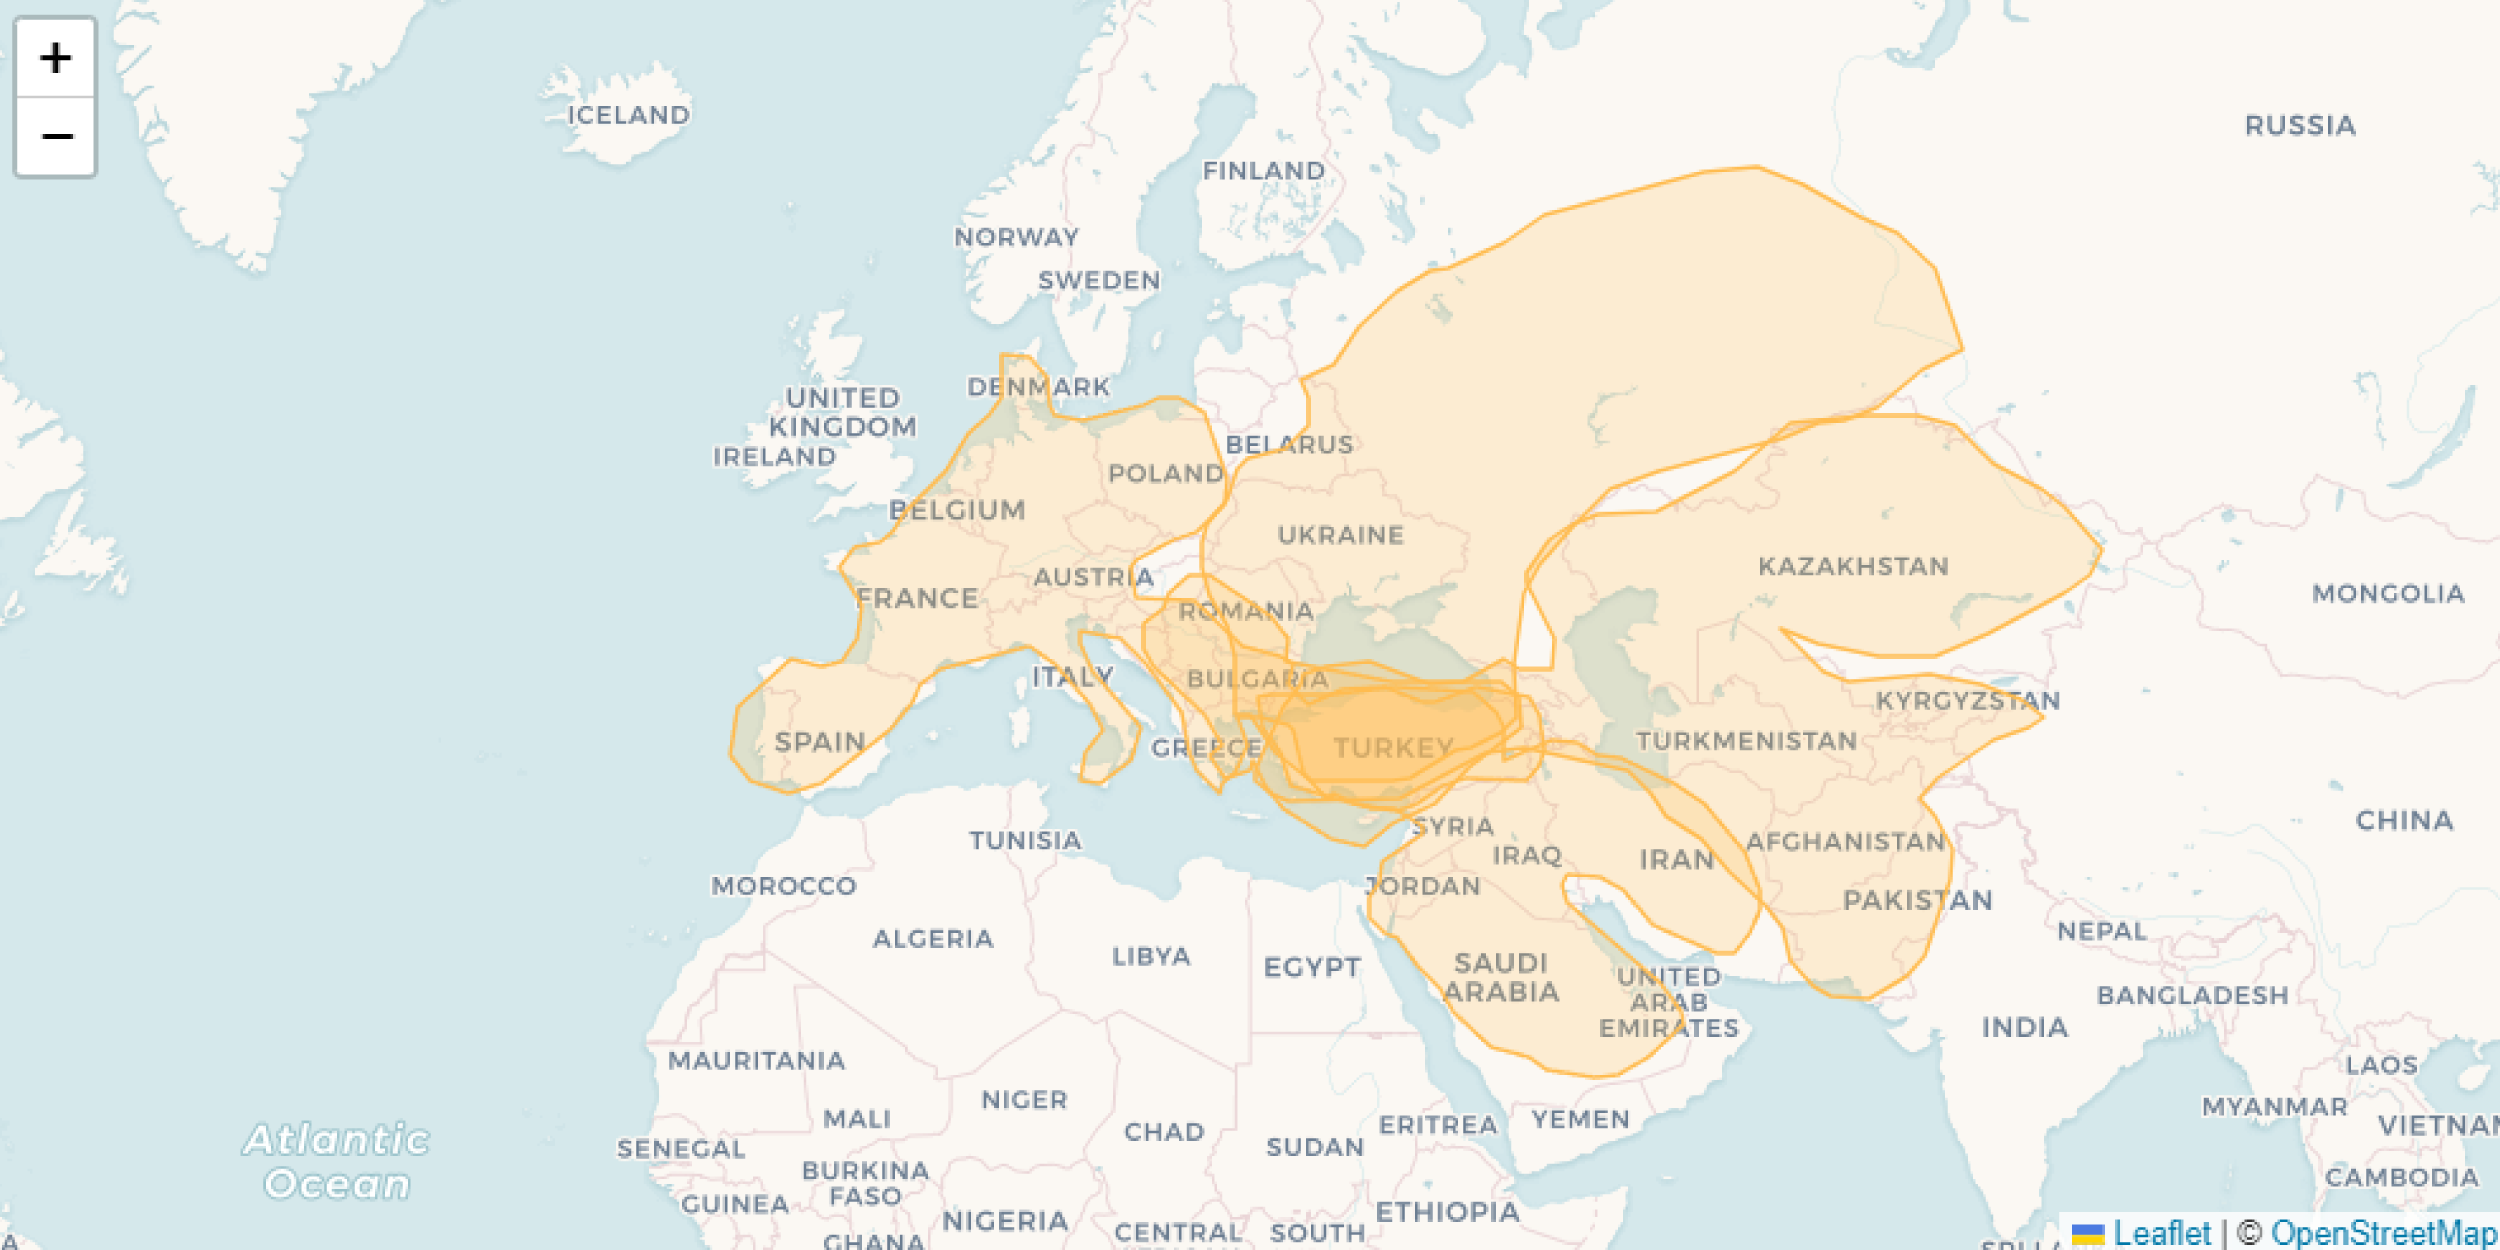 +
−
ICELAND
RUSSIA
FINLAND
NORWAY
SWEDEN
DENMARK
UNITED
KINGDOM
IRELAND
BELARUS
POLAND
BELGIUM
UKRAINE
KAZAKHSTAN
AUSTRIA
MONGOLIA
FRANCE
ROMANIA
ITALY
BULGARIA
KYRGYZSTAN
SPAIN
GREECE
TURKEY
TURKMENISTAN
CHINA
SYRIA
TUNISIA
AFGHANISTAN
IRAQ
IRAN
MOROCCO
JORDAN
PAKISTAN
NEPAL
ALGERIA
LIBYA
EGYPT
SAUDI
ARABIA
UNITED
ARAB
EMIRATES
BANGLADESH
INDIA
MAURITANIA
LAOS
NIGER
MALI
MYANMAR
ERITREA
YEMEN
VIETNAM
CHAD
Atlantic
Ocean
SENEGAL
SUDAN
BURKINA
FASO
CAMBODIA
GUINEA
NIGERIA
ETHIOPIA
CENTRAL
SOUTH
GHANA
Leaflet | © OpenStreetMap